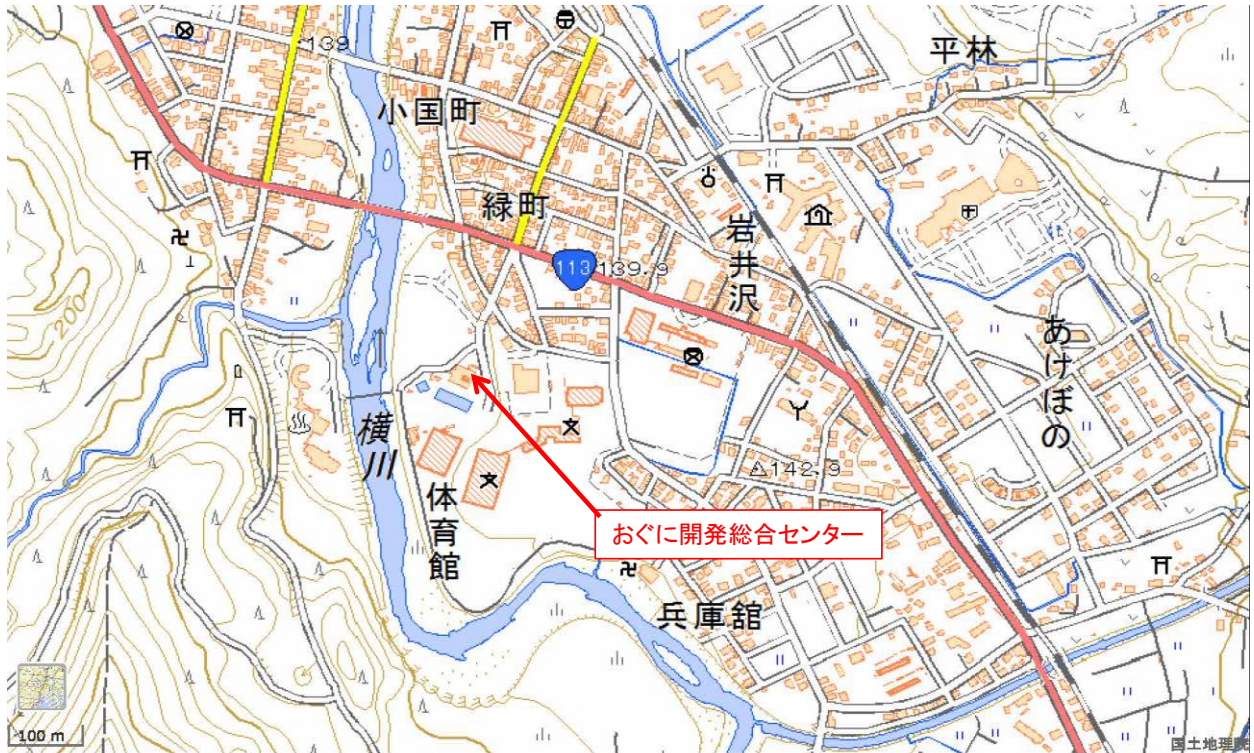 139
平林
小国町
緑町
岩井沢
113
139.9
あけぼの
横川
142.9
体育館
おぐに開発総合センター
兵庫舘
200
100 m
国土地理院